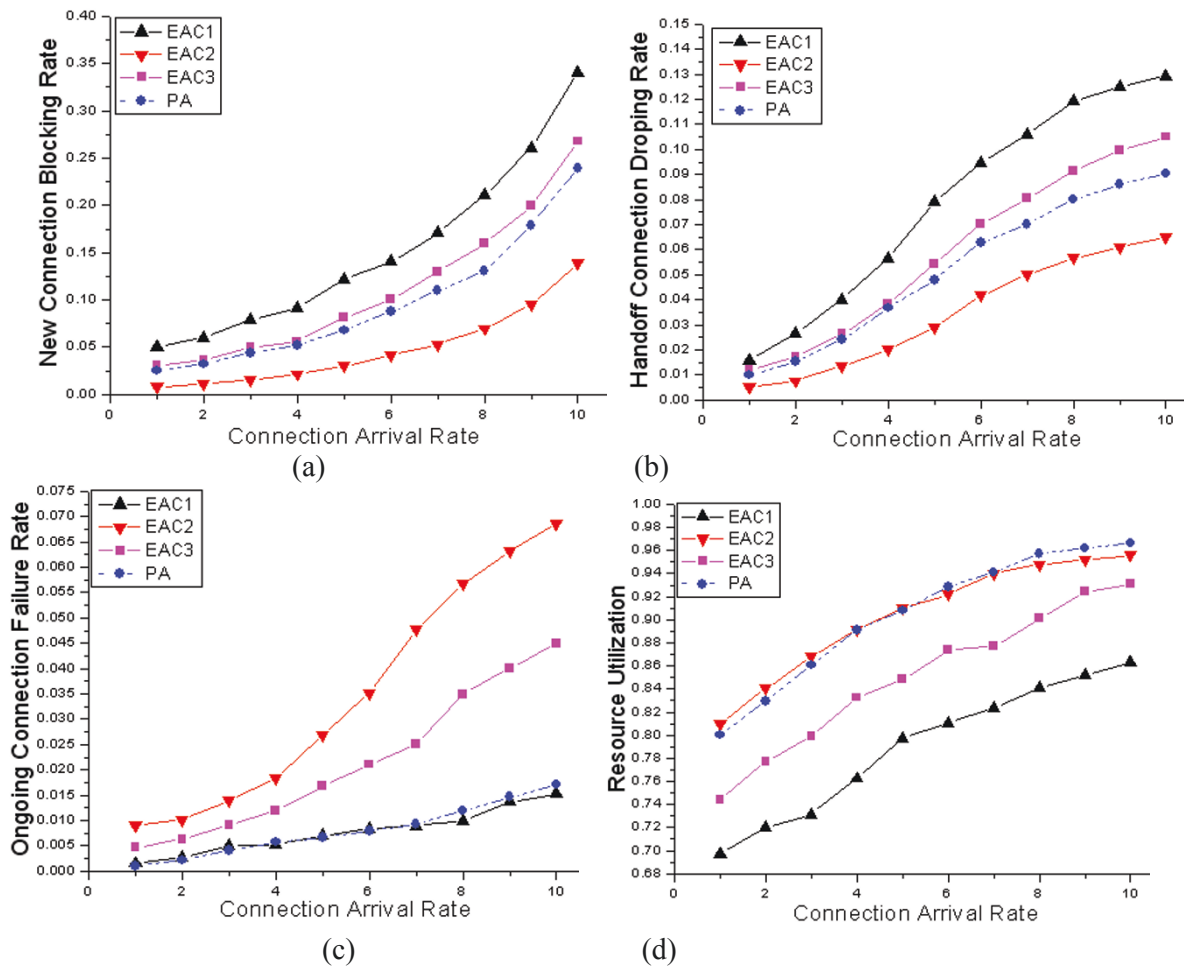 New Connection Blocking Rate
0.40
0.35
0.30
0.25
0.20
0.15
0.10
0.05
0.00
EAC1
EAC2
EAC3
PA
0 2 4 6 8 10
Connection Arrival Rate
(a)
Handoff Connection Droping Rate
0.15
0.14
0.13
0.12
0.11
0.10
0.09
0.08
0.07
0.06
0.05
0.04
0.03
0.02
0.01
0.00
EAC1
EAC2
EAC3
PA
0 2 4 6 8 10
Connection Arrival Rate
(b)
Ongoing Connection Failure Rate
0.075
0.070
0.065
0.060
0.055
0.050
0.045
0.040
0.035
0.030
0.025
0.020
0.015
0.010
0.005
0.000
EAC1
EAC2
EAC3
PA
0 2 4 6 8 10
Connection Arrival Rate
(c)
Resource Utilization
1.00
0.98
0.96
0.94
0.92
0.90
0.88
0.86
0.84
0.82
0.80
0.78
0.76
0.74
0.72
0.70
0.68
EAC1
EAC2
EAC3
PA
0 2 4 6 8 10
Connection Arrival Rate
(d)